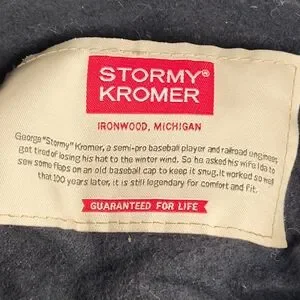 STORMY®
KROMER
IRONWOOD, MICHIGAN
George "Stormy" Kromer, a semi-pro baseball player and railroad engineer,
got tired of losing his hat to the winter wind. So he asked his wife Ida to
sew some flaps on an old baseball cap to keep it snug. It worked so well
that 100 years later, it is still legendary for comfort and fit.
GUARANTEED FOR LIFE